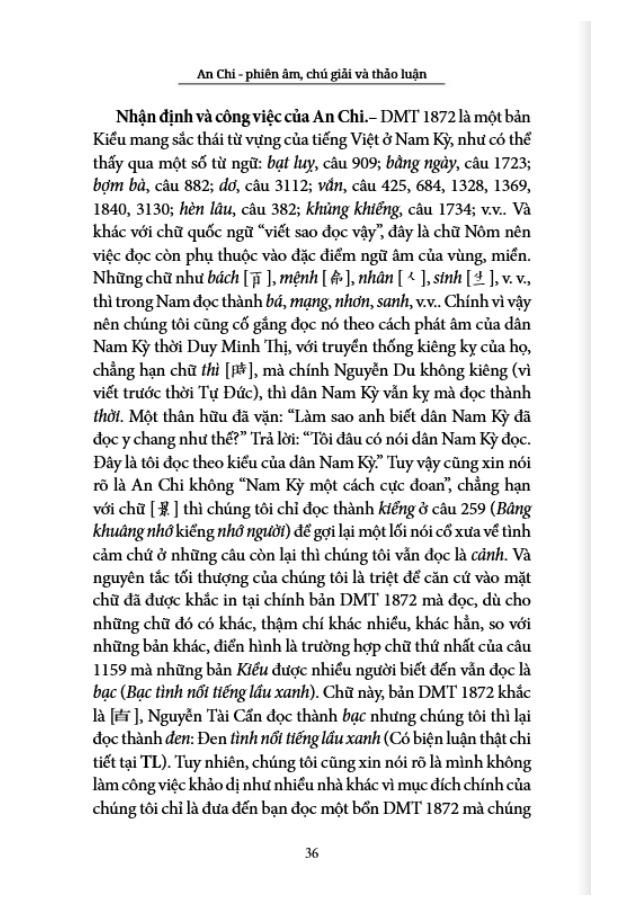 An Chi - phiên âm, chú giải và thảo luận
Nhận định và công việc của An Chi.– DMT 1872 là một bản
Kiều mang sắc thái từ vựng của tiếng Việt ở Nam Kỳ, như có thể
thấy qua một số từ ngữ: bạt luỵ, câu 909; bằng ngày, câu 1723;
bợm bà, câu 882; dơ, câu 3112; vắn, câu 425, 684, 1328, 1369,
1840, 3130; hèn lâu, câu 382; khủng khiểng, câu 1734; v.v.. Và
khác với chữ quốc ngữ “viết sao đọc vậy”, đây là chữ Nôm nên
việc đọc còn phụ thuộc vào đặc điểm ngữ âm của vùng, miền.
Những chữ như bách [ ], mệnh [ ], nhân [ ], sinh [ ], v. v.,
thì trong Nam đọc thành bá, mạng, nhơn, sanh, v.v.. Chính vì vậy
nên chúng tôi cũng cố gắng đọc nó theo cách phát âm của dân
Nam Kỳ thời Duy Minh Thị, với truyền thống kiêng kỵ của họ,
chẳng hạn chữ thì [時], mà chính Nguyễn Du không kiêng (vì
viết trước thời Tự Đức), thì dân Nam Kỳ vẫn kỵ mà đọc thành
thời. Một thân hữu đã vặn: “Làm sao anh biết dân Nam Kỳ đã
đọc y chang như thế?” Trả lời: “Tôi đâu có nói dân Nam Kỳ đọc.
Đây là tôi đọc theo kiểu của dân Nam Kỳ.” Tuy vậy cũng xin nói
rõ là An Chi không “Nam Kỳ một cách cực đoan”, chẳng hạn
với chữ [景] thì chúng tôi chỉ đọc thành kiểng ở câu 259 (Bâng
khuâng nhớ kiểng nhớ người) để gợi lại một lối nói cổ xưa về tình
cảm chứ ở những câu còn lại thì chúng tôi vẫn đọc là cảnh. Và
nguyên tắc tối thượng của chúng tôi là triệt để căn cứ vào mặt
chữ đã được khắc in tại chính bản DMT 1872 mà đọc, dù cho
những chữ đó có khác, thậm chí khác nhiều, khác hẳn, so với
những bản khác, điển hình là trường hợp chữ thứ nhất của câu
1159 mà những bản Kiều được nhiều người biết đến vẫn đọc là
bạc (Bạc tình nổi tiếng lầu xanh). Chữ này, bản DMT 1872 khắc
là [ ], Nguyễn Tài Cẩn đọc thành bạc nhưng chúng tôi thì lại
đọc thành đen: Đen tình nổi tiếng lầu xanh (Có biện luận thật chi
tiết tại TL). Tuy nhiên, chúng tôi cũng xin nói rõ là mình không
làm công việc khảo dị như nhiều nhà khác vì mục đích chính của
chúng tôi chỉ là đưa đến bạn đọc một bổn DMT 1872 mà chúng
36